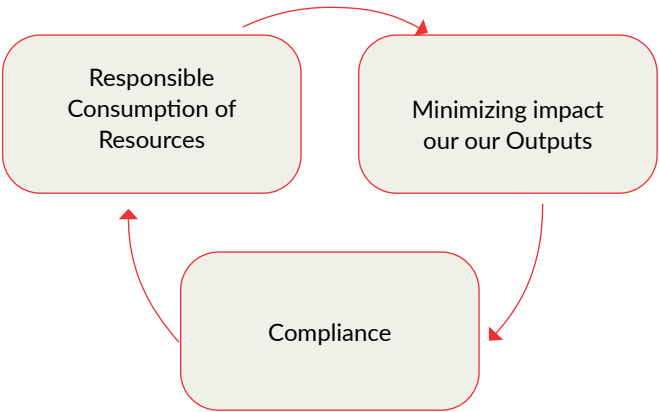 Responsible
Consumption of
Resources
Minimizing impact
our our Outputs
Compliance